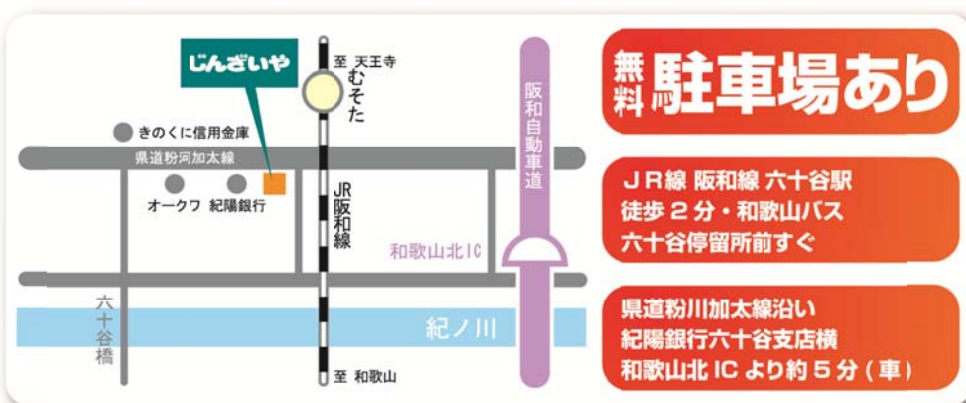 じんざいや
至 天王寺
むそた
きのくに信用金庫
県道粉河加太線
オークワ 紀陽銀行
JR阪和線
阪和自動車道
和歌山北IC
六十谷橋
紀ノ川
至 和歌山
無料 駐車場あり
JR線 阪和線 六十谷駅
徒歩2分・和歌山バス
六十谷停留所前すぐ
県道粉川加太線沿い
紀陽銀行六十谷支店横
和歌山北ICより約5分(車)